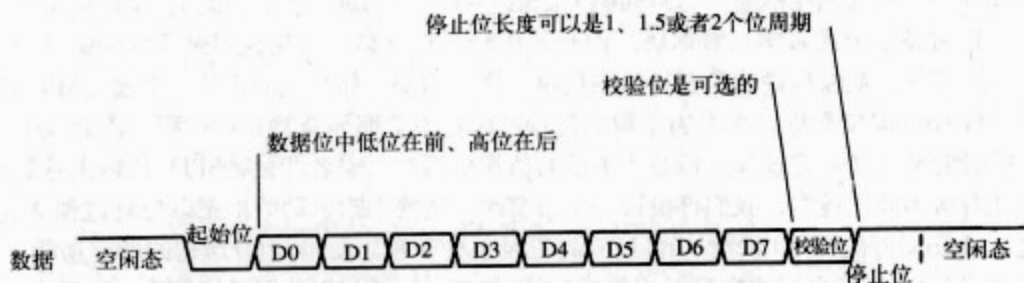 停止位长度可以是1、1.5或者2个位周期
校验位是可选的
数据位中低位在前、高位在后
数据 空闲态 起始位 D0 D1 D2 D3 D4 D5 D6 D7 校验位 停止位 空闲态